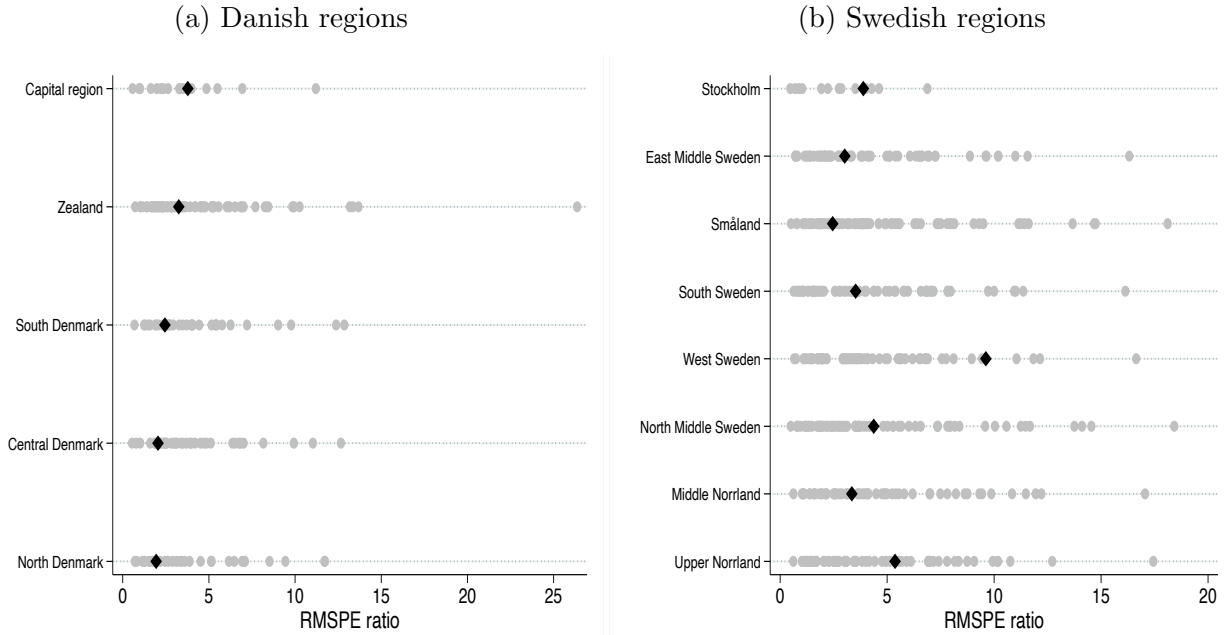 (a) Danish regions
Capital region
Zealand
South Denmark
Central Denmark
North Denmark
0 5 10 15 20 25
RMSPE ratio
(b) Swedish regions
Stockholm
East Middle Sweden
Småland
South Sweden
West Sweden
North Middle Sweden
Middle Norrland
Upper Norrland
0 5 10 15 20
RMSPE ratio